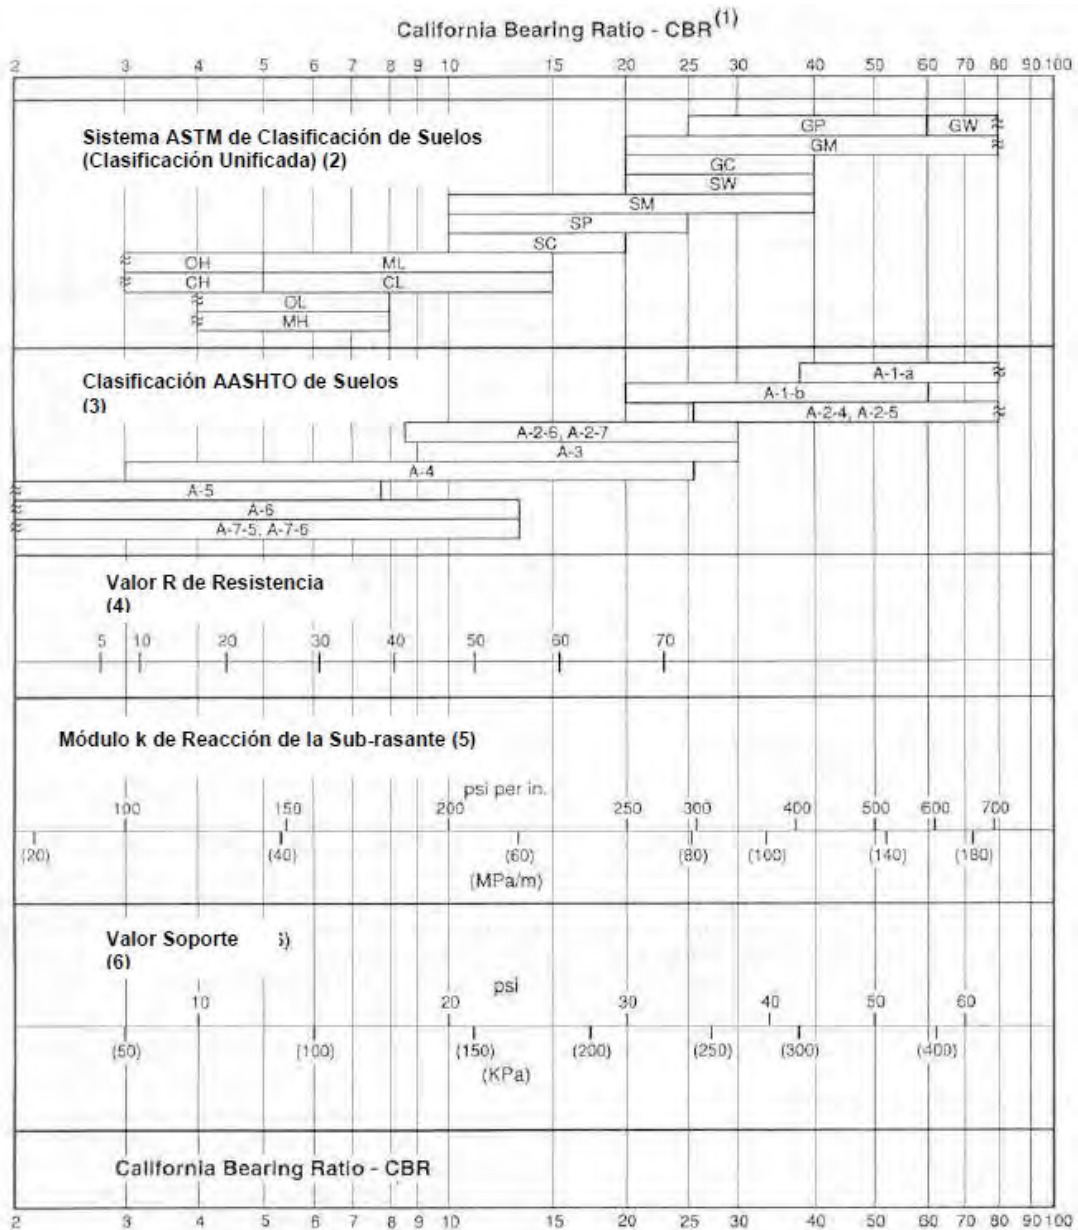 California Bearing Ratio - CBR(1)
2 3 4 5 6 7 8 9 10 15 20 25 30 40 50 60 70 80 90 100
Sistema ASTM de Clasificación de Suelos
(Clasificación Unificada) (2)
GP GW
GM
GC
SW
SM
SP
SC
OH ML
CH CL
OL
MH
Clasificación AASHTO de Suelos
(3)
A-1-a
A-1-b
A-2-4, A-2-5
A-2-6, A-2-7
A-3
A-4
A-5
A-6
A-7-5, A-7-6
Valor R de Resistencia
(4)
5 10 20 30 40 50 60 70
Módulo k de Reacción de la Sub-rasante (5)
psi per in.
100 150 200 250 300 400 500 600 700
(20) (40) (60) (80) (100) (140) (180)
(MPa/m)
Valor Soporte
(6)
psi
10 20 30 40 50 60
(50) (100) (150) (200) (250) (300) (400)
(KPa)
California Bearing Ratio - CBR
2 3 4 5 6 7 8 9 10 15 20 25 30 40 50 60 70 80 90 100